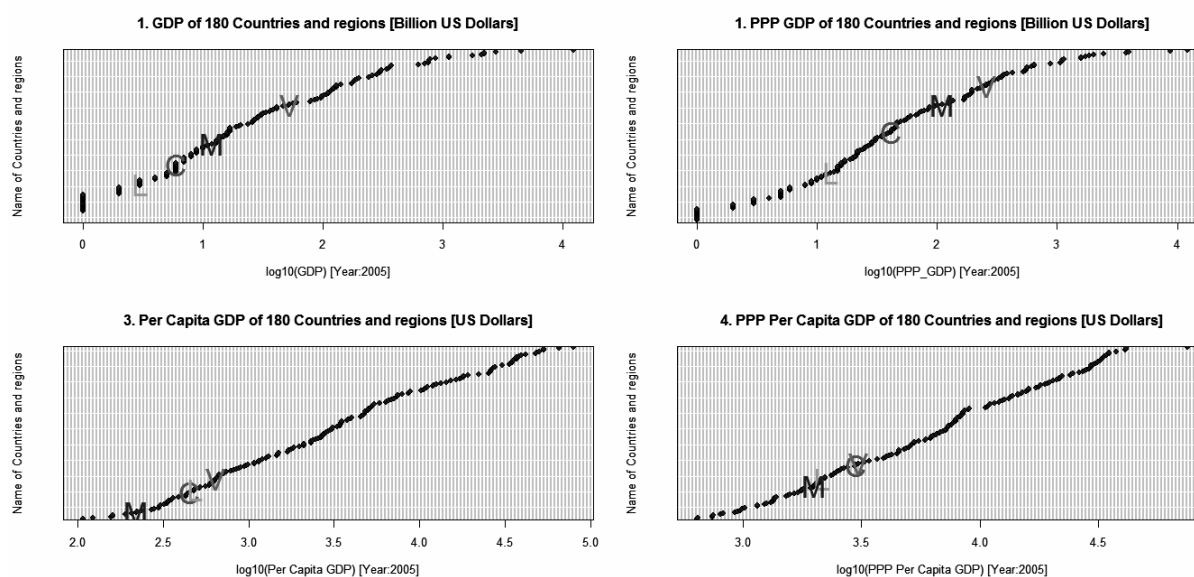 1. GDP of 180 Countries and regions [Billion US Dollars]
Name of Countries and regions
V
M
C
L
0 1 2 3 4
log10(GDP) [Year:2005]
1. PPP GDP of 180 Countries and regions [Billion US Dollars]
Name of Countries and regions
V
M
C
L
0 1 2 3 4
log10(PPP_GDP) [Year:2005]
3. Per Capita GDP of 180 Countries and regions [US Dollars]
Name of Countries and regions
V
L
C
M
2.0 2.5 3.0 3.5 4.0 4.5 5.0
log10(Per Capita GDP) [Year:2005]
4. PPP Per Capita GDP of 180 Countries and regions [US Dollars]
Name of Countries and regions
V
C
L
M
3.0 3.5 4.0 4.5
log10(PPP Per Capita GDP) [Year:2005]